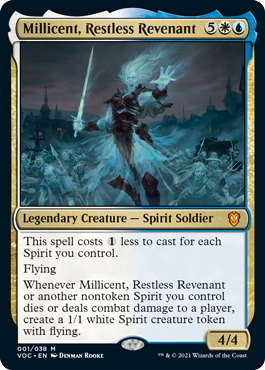 Millicent, Restless Revenant 5
Legendary Creature — Spirit Soldier
This spell costs 1 less to cast for each
Spirit you control.
Flying
Whenever Millicent, Restless Revenant
or another nontoken Spirit you control
dies or deals combat damage to a player,
create a 1/1 white Spirit creature token
with flying.
4/4
001/038 M
VOC • EN DENMAN ROOKE
™ & © 2021 Wizards of the Coast